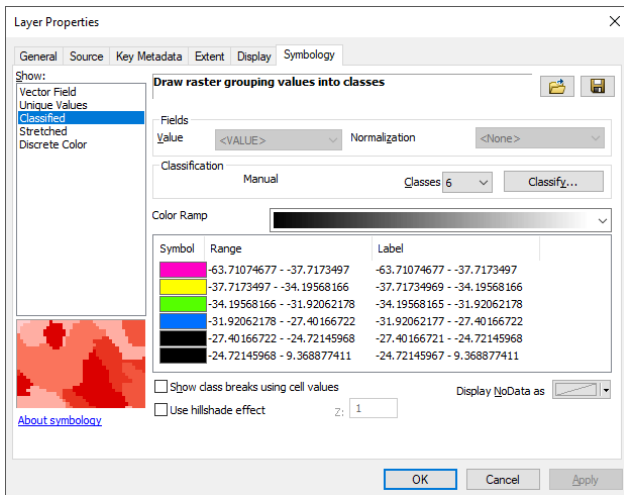 Layer Properties
General Source Key Metadata Extent Display Symbology
Show:
Vector Field
Unique Values
Classified
Stretched
Discrete Color
About symbology
Draw raster grouping values into classes
Fields
Value <VALUE> Normalization <None>
Classification
Manual Classes 6 Classify...
Color Ramp
Symbol Range Label
-63.71074677 - -37.7173497 -63.71074677 - -37.7173497
-37.7173497 - -34.19568166 -37.71734969 - -34.19568166
-34.19568166 - -31.92062178 -34.19568165 - -31.92062178
-31.92062178 - -27.40166722 -31.92062177 - -27.40166722
-27.40166722 - -24.72145968 -27.40166721 - -24.72145968
-24.72145968 - 9.368877411 -24.72145967 - 9.368877411
Show class breaks using cell values Display NoData as
Use hillshade effect Z: 1
OK Cancel Apply